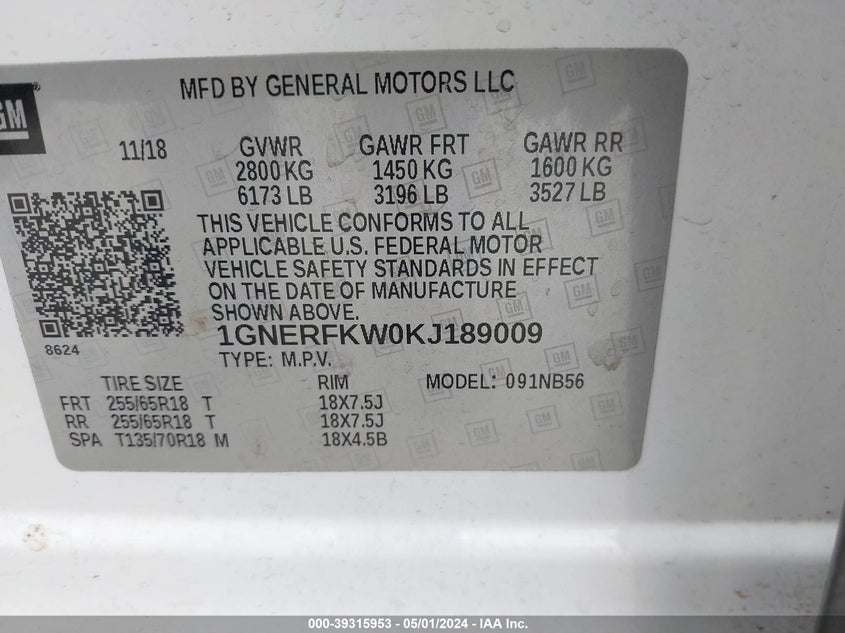 GM
MFD BY GENERAL MOTORS LLC
11/18 GVWR GAWR FRT GAWR RR
2800 KG 1450 KG 1600 KG
6173 LB 3196 LB 3527 LB
THIS VEHICLE CONFORMS TO ALL
APPLICABLE U.S. FEDERAL MOTOR
VEHICLE SAFETY STANDARDS IN EFFECT
ON THE DATE OF MANUFACTURE
SHOWN ABOVE.
8624
1GNERFKW0KJ189009
TYPE: M.P.V.
TIRE SIZE RIM MODEL: 091NB56
FRT 255/65R18 T 18X7.5J
RR 255/65R18 T 18X7.5J
SPA T135/70R18 M 18X4.5B
000-39315953 - 05/01/2024 - IAA Inc.